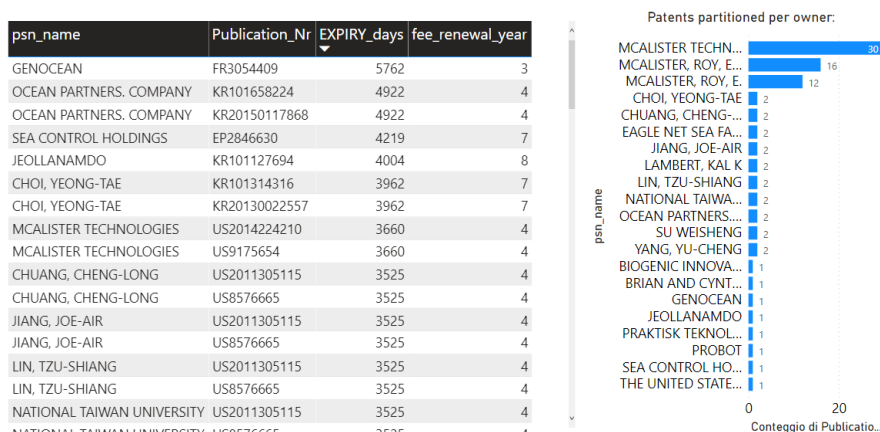 psn_name Publication_Nr EXPIRY_days fee_renewal_year
GENOCEAN FR3054409 5762 3
OCEAN PARTNERS. COMPANY KR101658224 4922 4
OCEAN PARTNERS. COMPANY KR20150117868 4922 4
SEA CONTROL HOLDINGS EP2846630 4219 7
JEOLLANAMDO KR101127694 4004 8
CHOI, YEONG-TAE KR101314316 3962 7
CHOI, YEONG-TAE KR20130022557 3962 7
MCALISTER TECHNOLOGIES US2014224210 3660 4
MCALISTER TECHNOLOGIES US9175654 3660 4
CHUANG, CHENG-LONG US2011305115 3525 4
CHUANG, CHENG-LONG US8576665 3525 4
JIANG, JOE-AIR US2011305115 3525 4
JIANG, JOE-AIR US8576665 3525 4
LIN, TZU-SHIANG US2011305115 3525 4
LIN, TZU-SHIANG US8576665 3525 4
NATIONAL TAIWAN UNIVERSITY US2011305115 3525 4
NATIONAL TAIWAN UNIVERSITY US8576665 3525 4
Patents partitioned per owner:
psn_name
MCALISTER TECHN... 30
MCALISTER, ROY, E... 16
MCALISTER, ROY, E. 12
CHOI, YEONG-TAE 2
CHUANG, CHENG-... 2
EAGLE NET SEA FA... 2
JIANG, JOE-AIR 2
LAMBERT, KAL K 2
LIN, TZU-SHIANG 2
NATIONAL TAIWA... 2
OCEAN PARTNERS.... 2
SU WEISHENG 2
YANG, YU-CHENG 2
BIOGENIC INNOVA... 1
BRIAN AND CYNT... 1
GENOCEAN 1
JEOLLANAMDO 1
PRAKTISK TEKNOL... 1
PROBOT 1
SEA CONTROL HO... 1
THE UNITED STATE... 1
0 20
Conteggio di Publicatio...